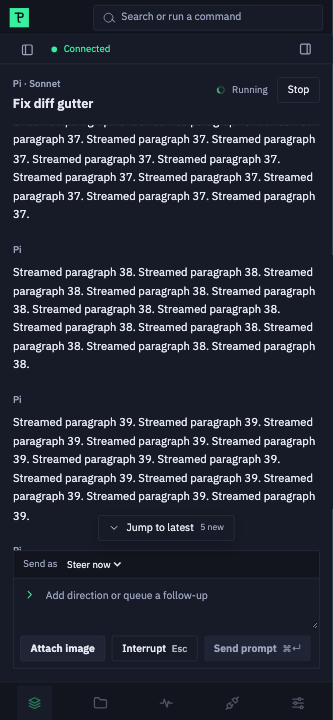 Search or run a command
Connected
Pi · Sonnet
Fix diff gutter
Running
Stop
paragraph 37. Streamed paragraph 37. Streamed
paragraph 37. Streamed paragraph 37. Streamed paragraph
37. Streamed paragraph 37. Streamed paragraph 37.
Streamed paragraph 37. Streamed paragraph 37. Streamed
paragraph 37. Streamed paragraph 37. Streamed paragraph
37.
Pi
Streamed paragraph 38. Streamed paragraph 38. Streamed
paragraph 38. Streamed paragraph 38. Streamed paragraph
38. Streamed paragraph 38. Streamed paragraph 38.
Streamed paragraph 38. Streamed paragraph 38. Streamed
paragraph 38. Streamed paragraph 38. Streamed paragraph
38.
Pi
Streamed paragraph 39. Streamed paragraph 39. Streamed
paragraph 39. Streamed paragraph 39. Streamed paragraph
39. Streamed paragraph 39. Streamed paragraph 39.
Streamed paragraph 39. Streamed paragraph 39. Streamed
paragraph 39. Streamed paragraph 39. Streamed paragraph
39.
Jump to latest 5 new
Pi
Send as Steer now
Add direction or queue a follow-up
Attach image
Interrupt Esc
Send prompt ⌘↵